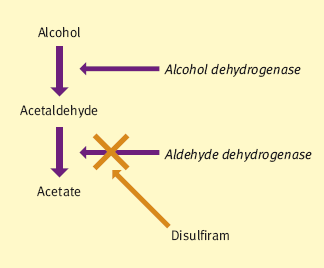 Alcohol
Alcohol dehydrogenase
Acetaldehyde
Aldehyde dehydrogenase
Acetate
Disulfiram